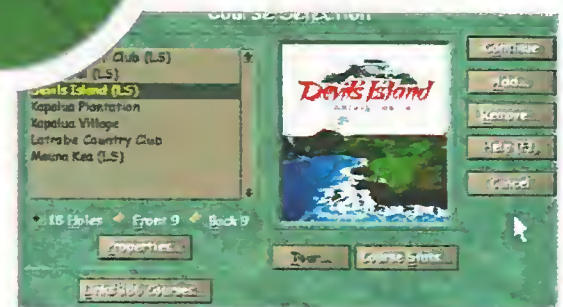 Course Selection
Club (LS)
(LS)
Devils Island (LS)
Kapalua Plantation
Kapalua Village
Latrobe Country Club
Mauna Kea (LS)
18 Holes Front 9 Back 9
Properties...
Devils Island
Tour... Course Stats...
Continue
Add...
Remove...
Help (F1)
Cancel